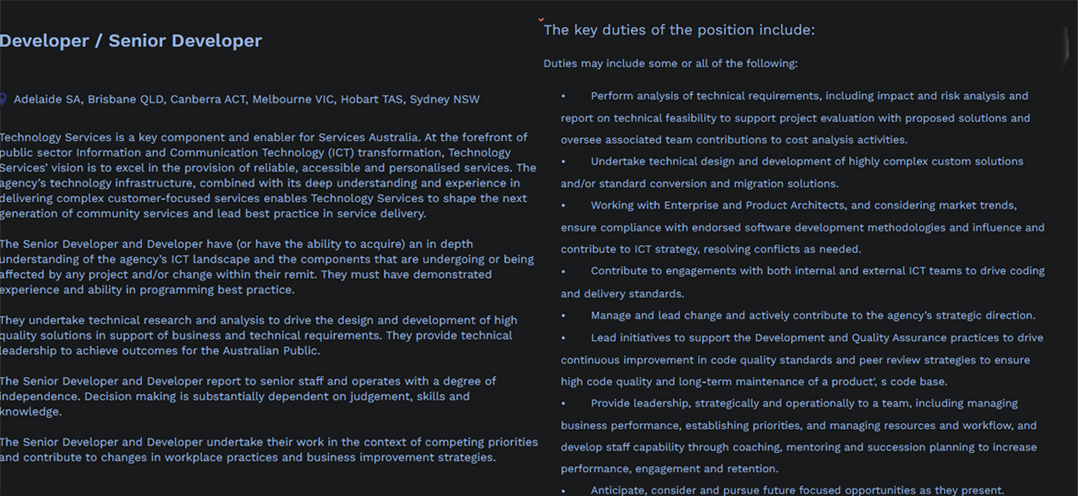 Developer / Senior Developer
Adelaide SA, Brisbane QLD, Canberra ACT, Melbourne VIC, Hobart TAS, Sydney NSW
Technology Services is a key component and enabler for Services Australia. At the forefront of
public sector Information and Communication Technology (ICT) transformation, Technology
Services' vision is to excel in the provision of reliable, accessible and personalised services. The
agency's technology infrastructure, combined with its deep understanding and experience in
delivering complex customer-focused services enables Technology Services to shape the next
generation of community services and lead best practice in service delivery.
The Senior Developer and Developer have (or have the ability to acquire) an in depth
understanding of the agency's ICT landscape and the components that are undergoing or being
affected by any project and/or change within their remit. They must have demonstrated
experience and ability in programming best practice.
They undertake technical research and analysis to drive the design and development of high
quality solutions in support of business and technical requirements. They provide technical
leadership to achieve outcomes for the Australian Public.
The Senior Developer and Developer report to senior staff and operates with a degree of
independence. Decision making is substantially dependent on judgement, skills and
knowledge.
The Senior Developer and Developer undertake their work in the context of competing priorities
and contribute to changes in workplace practices and business improvement strategies.
The key duties of the position include:
Duties may include some or all of the following:
• Perform analysis of technical requirements, including impact and risk analysis and
report on technical feasibility to support project evaluation with proposed solutions and
oversee associated team contributions to cost analysis activities.
• Undertake technical design and development of highly complex custom solutions
and/or standard conversion and migration solutions.
• Working with Enterprise and Product Architects, and considering market trends,
ensure compliance with endorsed software development methodologies and influence and
contribute to ICT strategy, resolving conflicts as needed.
• Contribute to engagements with both internal and external ICT teams to drive coding
and delivery standards.
• Manage and lead change and actively contribute to the agency's strategic direction.
• Lead initiatives to support the Development and Quality Assurance practices to drive
continuous improvement in code quality standards and peer review strategies to ensure
high code quality and long-term maintenance of a product', s code base.
• Provide leadership, strategically and operationally to a team, including managing
business performance, establishing priorities, and managing resources and workflow, and
develop staff capability through coaching, mentoring and succession planning to increase
performance, engagement and retention.
• Anticipate, consider and pursue future focused opportunities as they present.